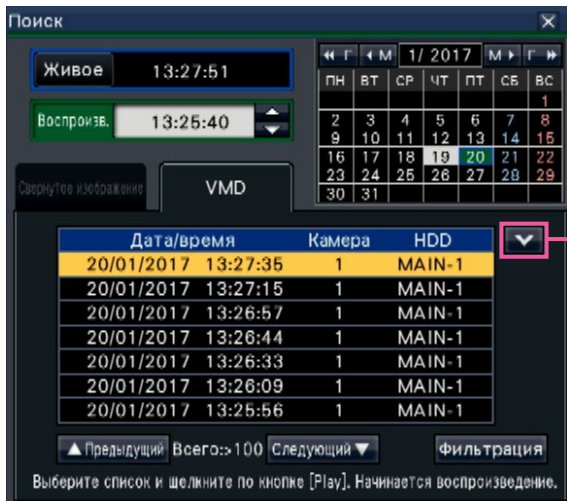 Поиск
Живое 13:27:51
Воспроизв. 13:25:40
Г М 1/ 2017 М Г
ПН ВТ СР ЧТ ПТ СБ ВС
1
2 3 4 5 6 7 8
9 10 11 12 13 14 15
16 17 18 19 20 21 22
23 24 25 26 27 28 29
30 31
Свернутое изображение VMD
Дата/время Камера HDD
20/01/2017 13:27:35 1 MAIN-1
20/01/2017 13:27:15 1 MAIN-1
20/01/2017 13:26:57 1 MAIN-1
20/01/2017 13:26:44 1 MAIN-1
20/01/2017 13:26:33 1 MAIN-1
20/01/2017 13:26:09 1 MAIN-1
20/01/2017 13:25:56 1 MAIN-1
▲ Предыдущий Всего:>100 Следующий ▼ Фильтрация
Выберите список и щелкните по кнопке [Play]. Начинается воспроизведение.